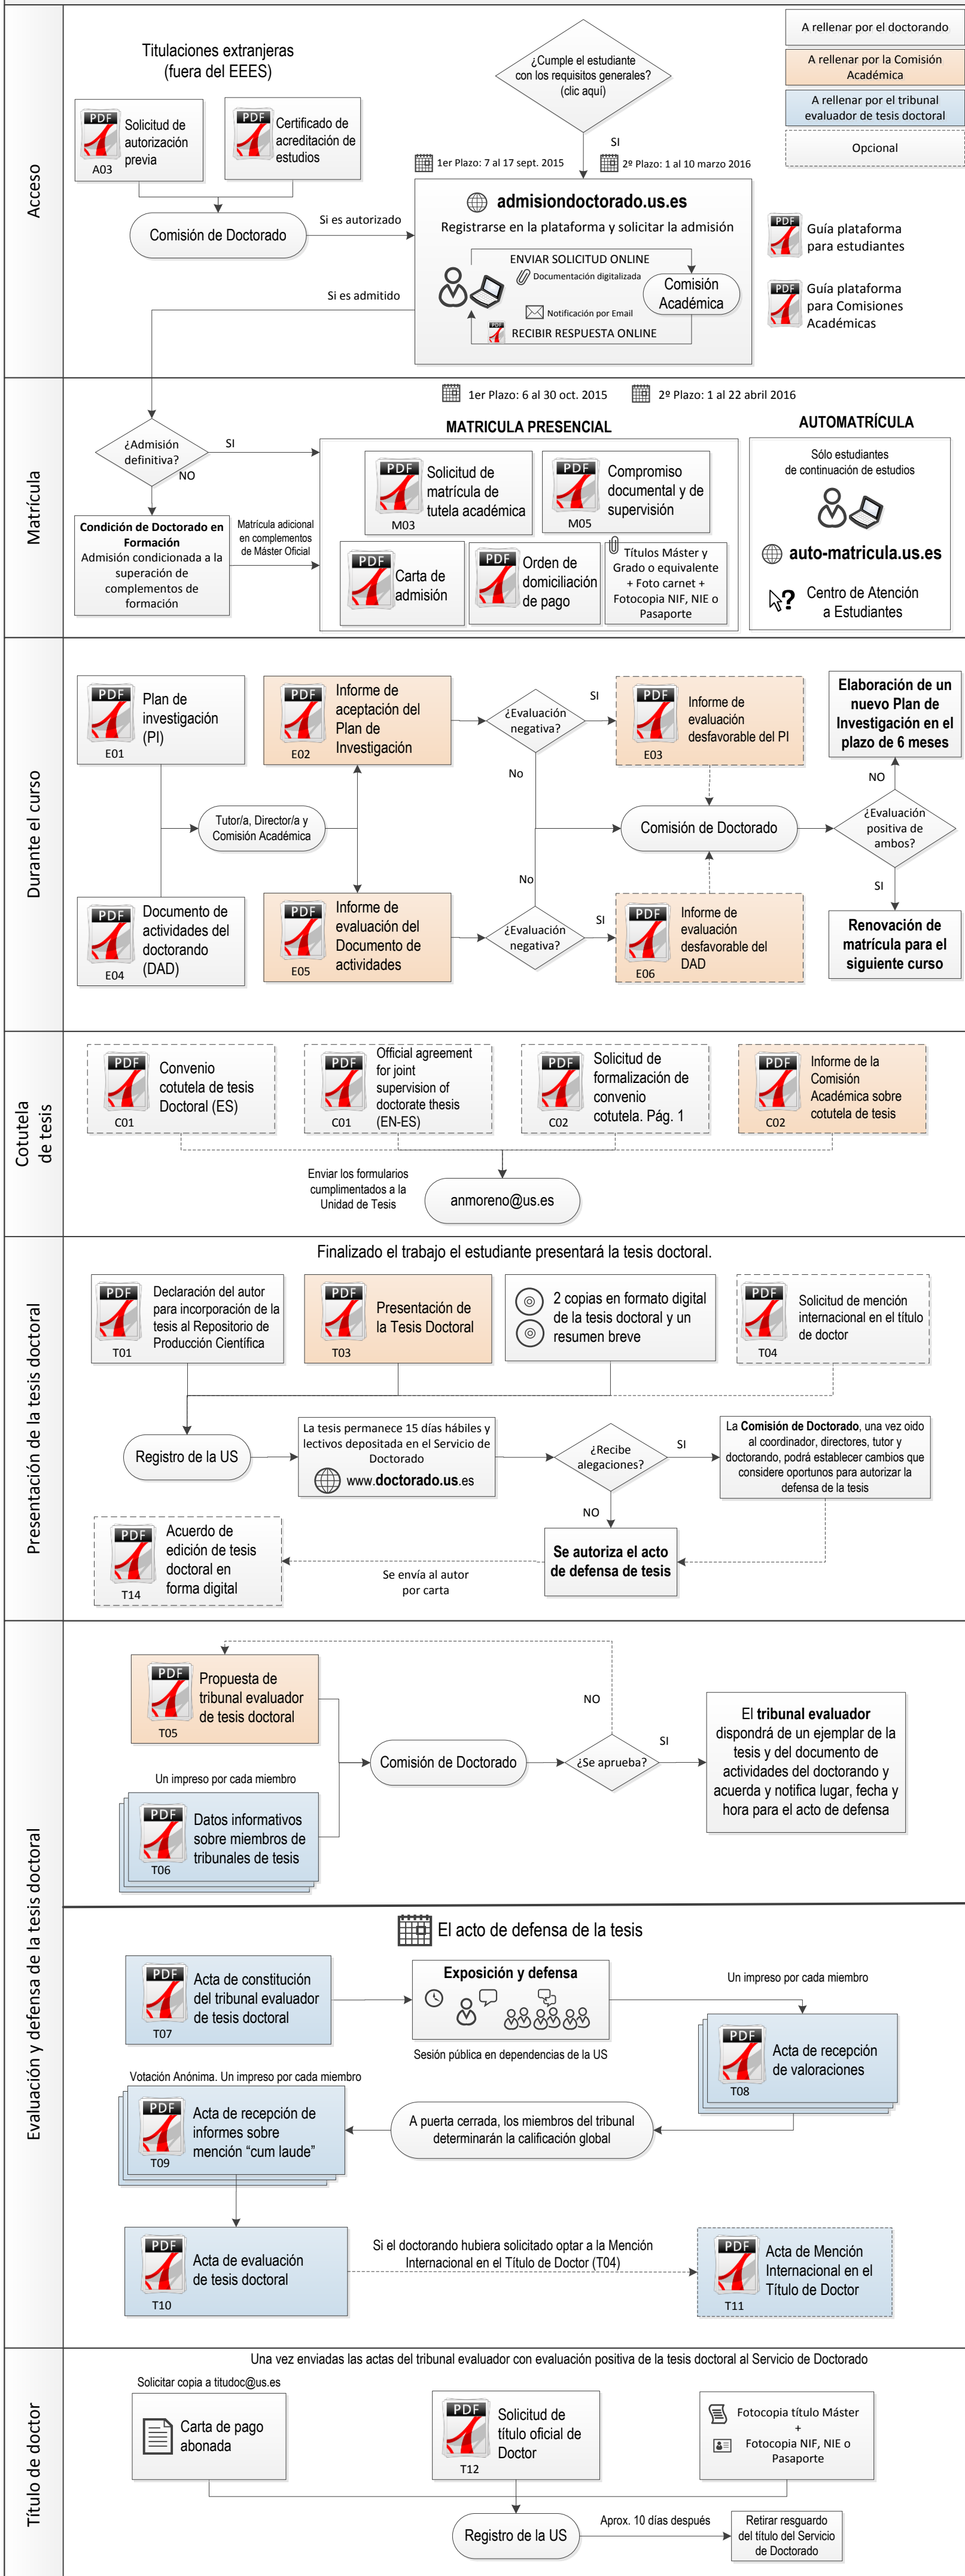 A rellenar por el doctorando
A rellenar por la Comisión
Académica
A rellenar por el tribunal
evaluador de tesis doctoral
Opcional
Acceso
Titulaciones extranjeras
(fuera del EEES)
PDF
Solicitud de
autorización
previa
A03
PDF
Certificado de
acreditación de
estudios
Comisión de Doctorado
Si es autorizado
¿Cumple el estudiante
con los requisitos generales?
(clic aquí)
SI
1er Plazo: 7 al 17 sept. 2015
2º Plazo: 1 al 10 marzo 2016
admisiondoctorado.us.es
Registrarse en la plataforma y solicitar la admisión
ENVIAR SOLICITUD ONLINE
Documentación digitalizada
Comisión
Académica
Notificación por Email
PDF
RECIBIR RESPUESTA ONLINE
PDF
Guía plataforma
para estudiantes
PDF
Guía plataforma
para Comisiones
Académicas
Si es admitido
Matrícula
1er Plazo: 6 al 30 oct. 2015
2º Plazo: 1 al 22 abril 2016
¿Admisión
definitiva?
SI
NO
Condición de Doctorado en
Formación
Admisión condicionada a la
superación de
complementos de
formación
Matrícula adicional
en complementos
de Máster Oficial
MATRICULA PRESENCIAL
PDF
Solicitud de
matrícula de
tutela académica
M03
PDF
Compromiso
documental y de
supervisión
M05
PDF
Carta de
admisión
PDF
Orden de
domiciliación
de pago
Títulos Máster y
Grado o equivalente
+ Foto carnet +
Fotocopia NIF, NIE o
Pasaporte
AUTOMATRÍCULA
Sólo estudiantes
de continuación de estudios
auto-matricula.us.es
?
Centro de Atención
a Estudiantes
Durante el curso
PDF
Plan de
investigación
(PI)
E01
PDF
Informe de
aceptación del
Plan de
Investigación
E02
¿Evaluación
negativa?
SI
No
PDF
Informe de
evaluación
desfavorable del PI
E03
Elaboración de un
nuevo Plan de
Investigación en el
plazo de 6 meses
NO
Tutor/a, Director/a y
Comisión Académica
Comisión de Doctorado
¿Evaluación
positiva de
ambos?
SI
PDF
Documento de
actividades del
doctorando
(DAD)
E04
PDF
Informe de
evaluación del
Documento de
actividades
E05
No
¿Evaluación
negativa?
SI
PDF
Informe de
evaluación
desfavorable del
DAD
E06
Renovación de
matrícula para el
siguiente curso
Cotutela
de tesis
PDF
Convenio
cotutela de tesis
Doctoral (ES)
C01
PDF
Official agreement
for joint
supervision of
doctorate thesis
(EN-ES)
C01
PDF
Solicitud de
formalización de
convenio
cotutela. Pág. 1
C02
PDF
Informe de la
Comisión
Académica sobre
cotutela de tesis
C02
Enviar los formularios
cumplimentados a la
Unidad de Tesis
anmoreno@us.es
Presentación de la tesis doctoral
Finalizado el trabajo el estudiante presentará la tesis doctoral.
PDF
Declaración del autor
para incorporación de la
tesis al Repositorio de
Producción Científica
T01
PDF
Presentación de
la Tesis Doctoral
T03
2 copias en formato digital
de la tesis doctoral y un
resumen breve
PDF
Solicitud de mención
internacional en el título
de doctor
T04
Registro de la US
La tesis permanece 15 días hábiles y
lectivos depositada en el Servicio de
Doctorado
www.doctorado.us.es
¿Recibe
alegaciones?
SI
NO
La Comisión de Doctorado, una vez oido
al coordinador, directores, tutor y
doctorando, podrá establecer cambios que
considere oportunos para autorizar la
defensa de la tesis
PDF
Acuerdo de
edición de tesis
doctoral en
forma digital
T14
Se envía al autor
por carta
Se autoriza el acto
de defensa de tesis
Evaluación y defensa de la tesis doctoral
PDF
Propuesta de
tribunal evaluador
de tesis doctoral
T05
Un impreso por cada miembro
PDF
Datos informativos
sobre miembros de
tribunales de tesis
T06
Comisión de Doctorado
NO
¿Se aprueba?
SI
El tribunal evaluador
dispondrá de un ejemplar de la
tesis y del documento de
actividades del doctorando y
acuerda y notifica lugar, fecha y
hora para el acto de defensa
El acto de defensa de la tesis
PDF
Acta de constitución
del tribunal evaluador
de tesis doctoral
T07
Exposición y defensa
Sesión pública en dependencias de la US
Un impreso por cada miembro
PDF
Acta de recepción
de valoraciones
T08
Votación Anónima. Un impreso por cada miembro
PDF
Acta de recepción de
informes sobre
mención “cum laude”
T09
A puerta cerrada, los miembros del tribunal
determinarán la calificación global
PDF
Acta de evaluación
de tesis doctoral
T10
Si el doctorando hubiera solicitado optar a la Mención
Internacional en el Título de Doctor (T04)
PDF
Acta de Mención
Internacional en el
Título de Doctor
T11
Título de doctor
Una vez enviadas las actas del tribunal evaluador con evaluación positiva de la tesis doctoral al Servicio de Doctorado
Solicitar copia a titudoc@us.es
Carta de pago
abonada
PDF
Solicitud de
título oficial de
Doctor
T12
Fotocopia título Máster
+
Fotocopia NIF, NIE o
Pasaporte
Registro de la US
Aprox. 10 días después
Retirar resguardo
del título del Servicio
de Doctorado